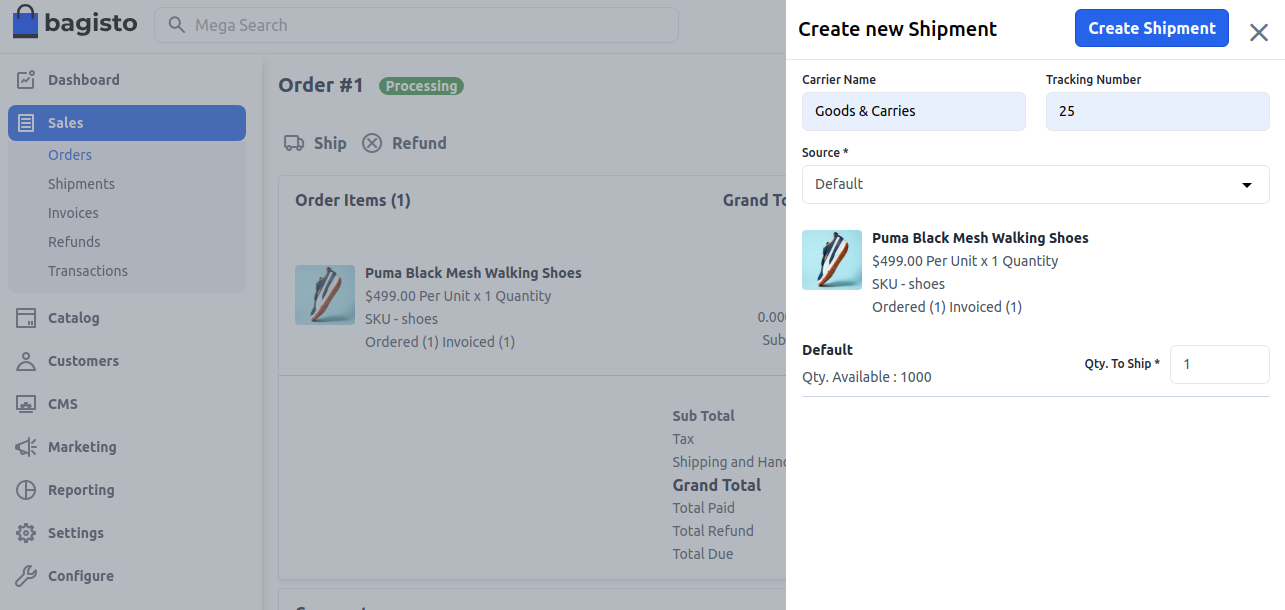 bagisto
Mega Search
Dashboard
Sales
Orders
Shipments
Invoices
Refunds
Transactions
Catalog
Customers
CMS
Marketing
Reporting
Settings
Configure
Order #1 Processing
Ship Refund
Order Items (1) Grand To
Puma Black Mesh Walking Shoes
$499.00 Per Unit x 1 Quantity
SKU - shoes
Ordered (1) Invoiced (1)
0.00
Sub
Sub Total
Tax
Shipping and Hand
Grand Total
Total Paid
Total Refund
Total Due
Create new Shipment Create Shipment
Carrier Name Tracking Number
Goods & Carries 25
Source *
Default
Puma Black Mesh Walking Shoes
$499.00 Per Unit x 1 Quantity
SKU - shoes
Ordered (1) Invoiced (1)
Default
Qty. Available : 1000
Qty. To Ship * 1